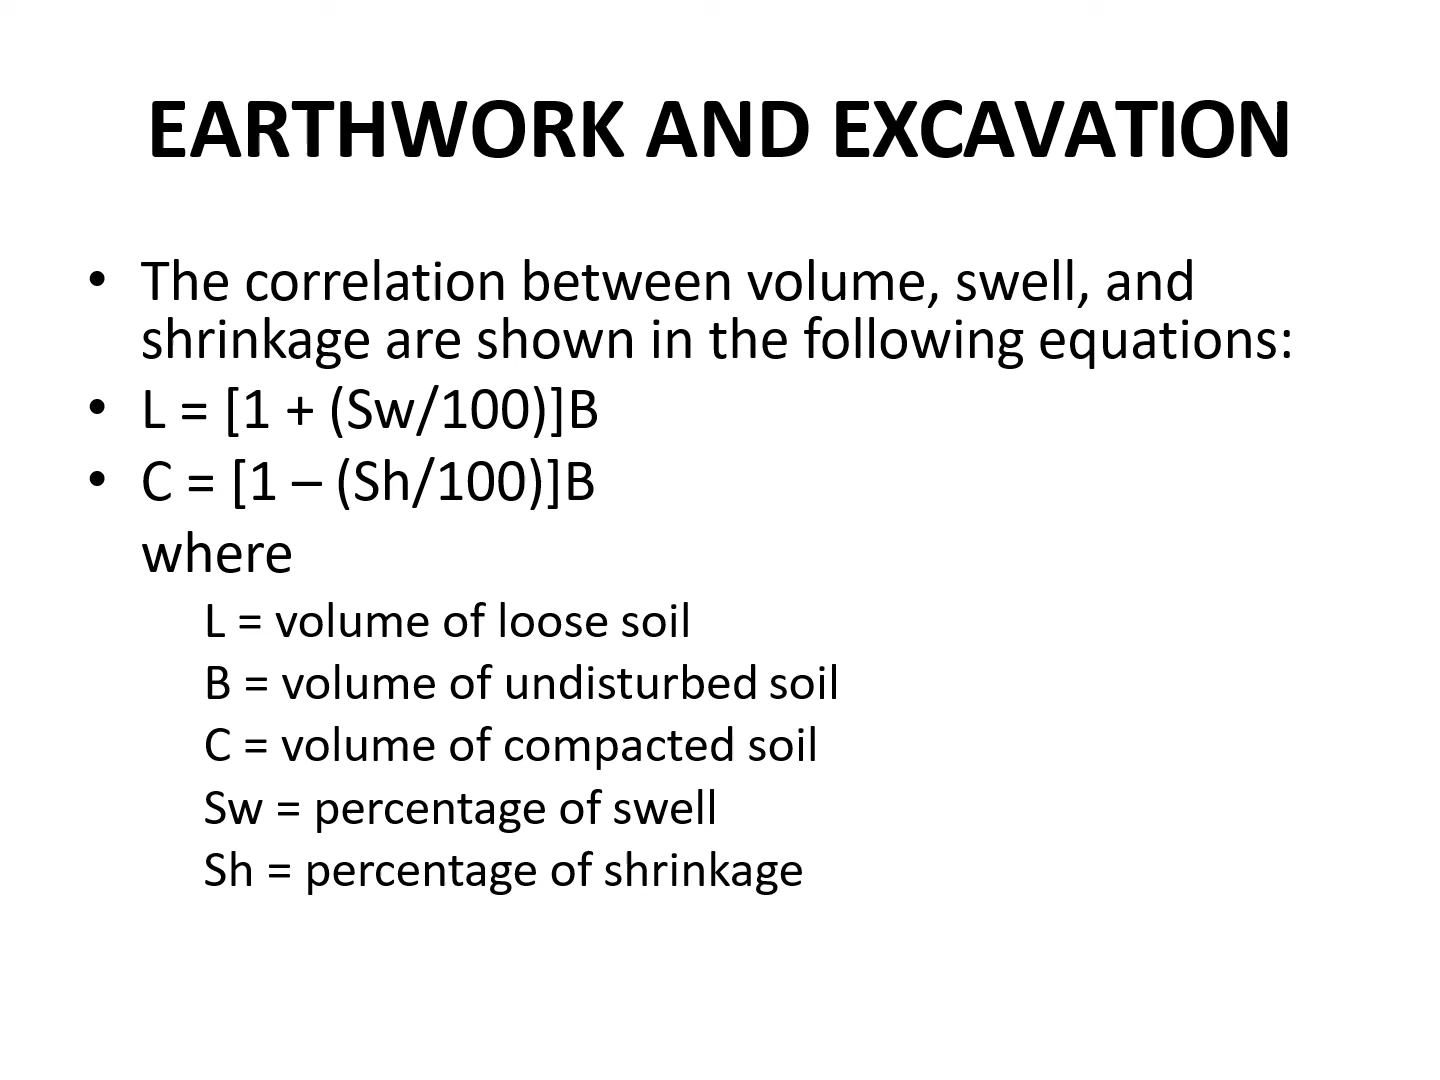 EARTHWORK AND EXCAVATION
• The correlation between volume, swell, and
shrinkage are shown in the following equations:
• L = [1 + (Sw/100)]B
• C = [1 – (Sh/100)]B
where
L = volume of loose soil
B = volume of undisturbed soil
C = volume of compacted soil
Sw = percentage of swell
Sh = percentage of shrinkage